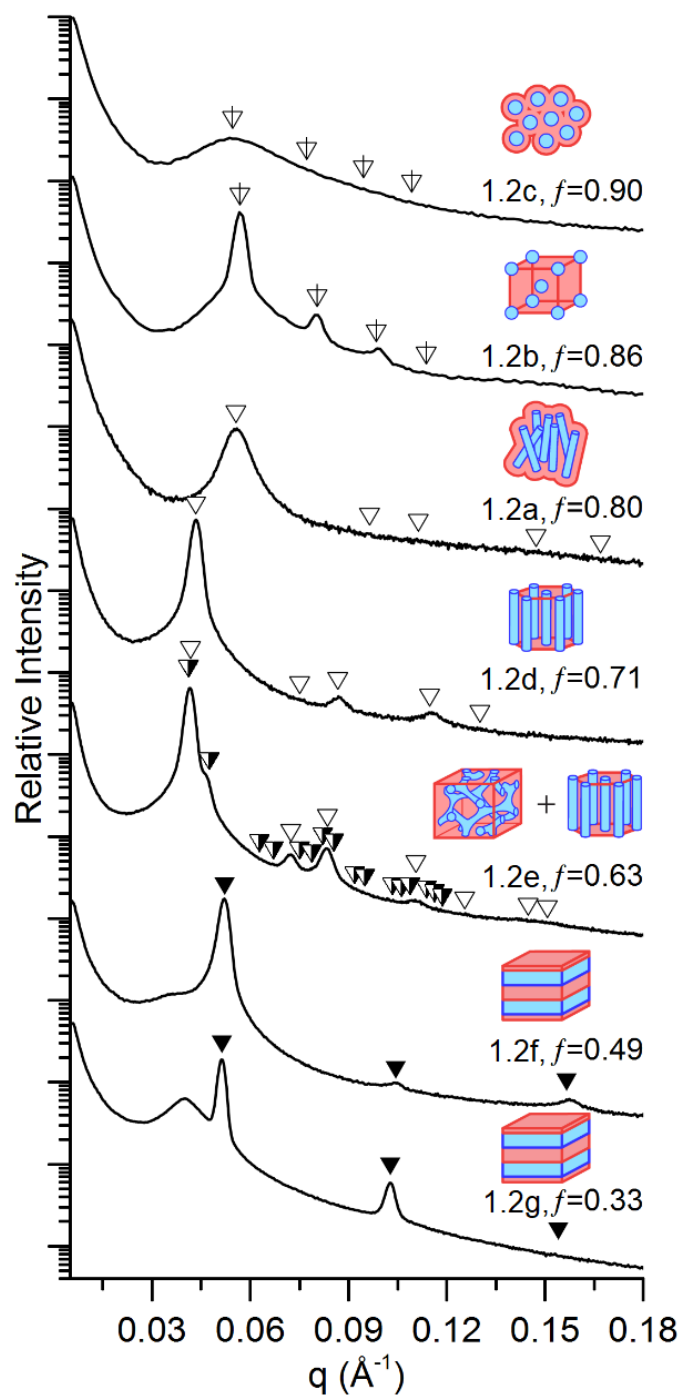 1.2c, f=0.90
1.2b, f=0.86
1.2a, f=0.80
1.2d, f=0.71
+
1.2e, f=0.63
1.2f, f=0.49
1.2g, f=0.33
Relative Intensity
0.03 0.06 0.09 0.12 0.15 0.18
q (Å⁻¹)